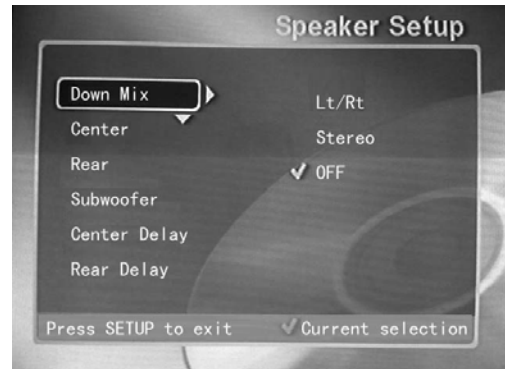 Speaker Setup
Down Mix
Center
Rear
Subwoofer
Center Delay
Rear Delay
Lt/Rt
Stereo
OFF
Press SETUP to exit
Current selection